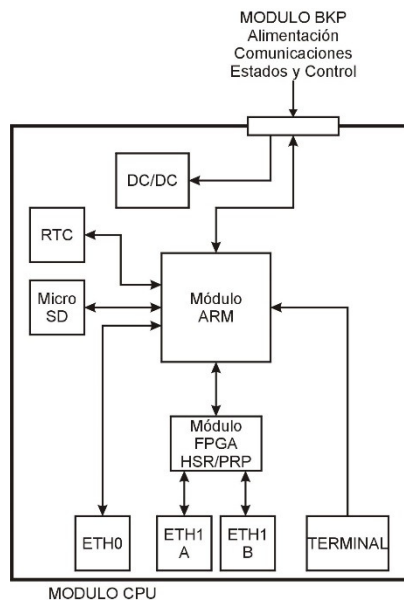 MODULO BKP
Alimentación
Comunicaciones
Estados y Control
DC/DC
RTC
Micro
SD
Módulo
ARM
Módulo
FPGA
HSR/PRP
ETH0
ETH1
A
ETH1
B
TERMINAL
MODULO CPU